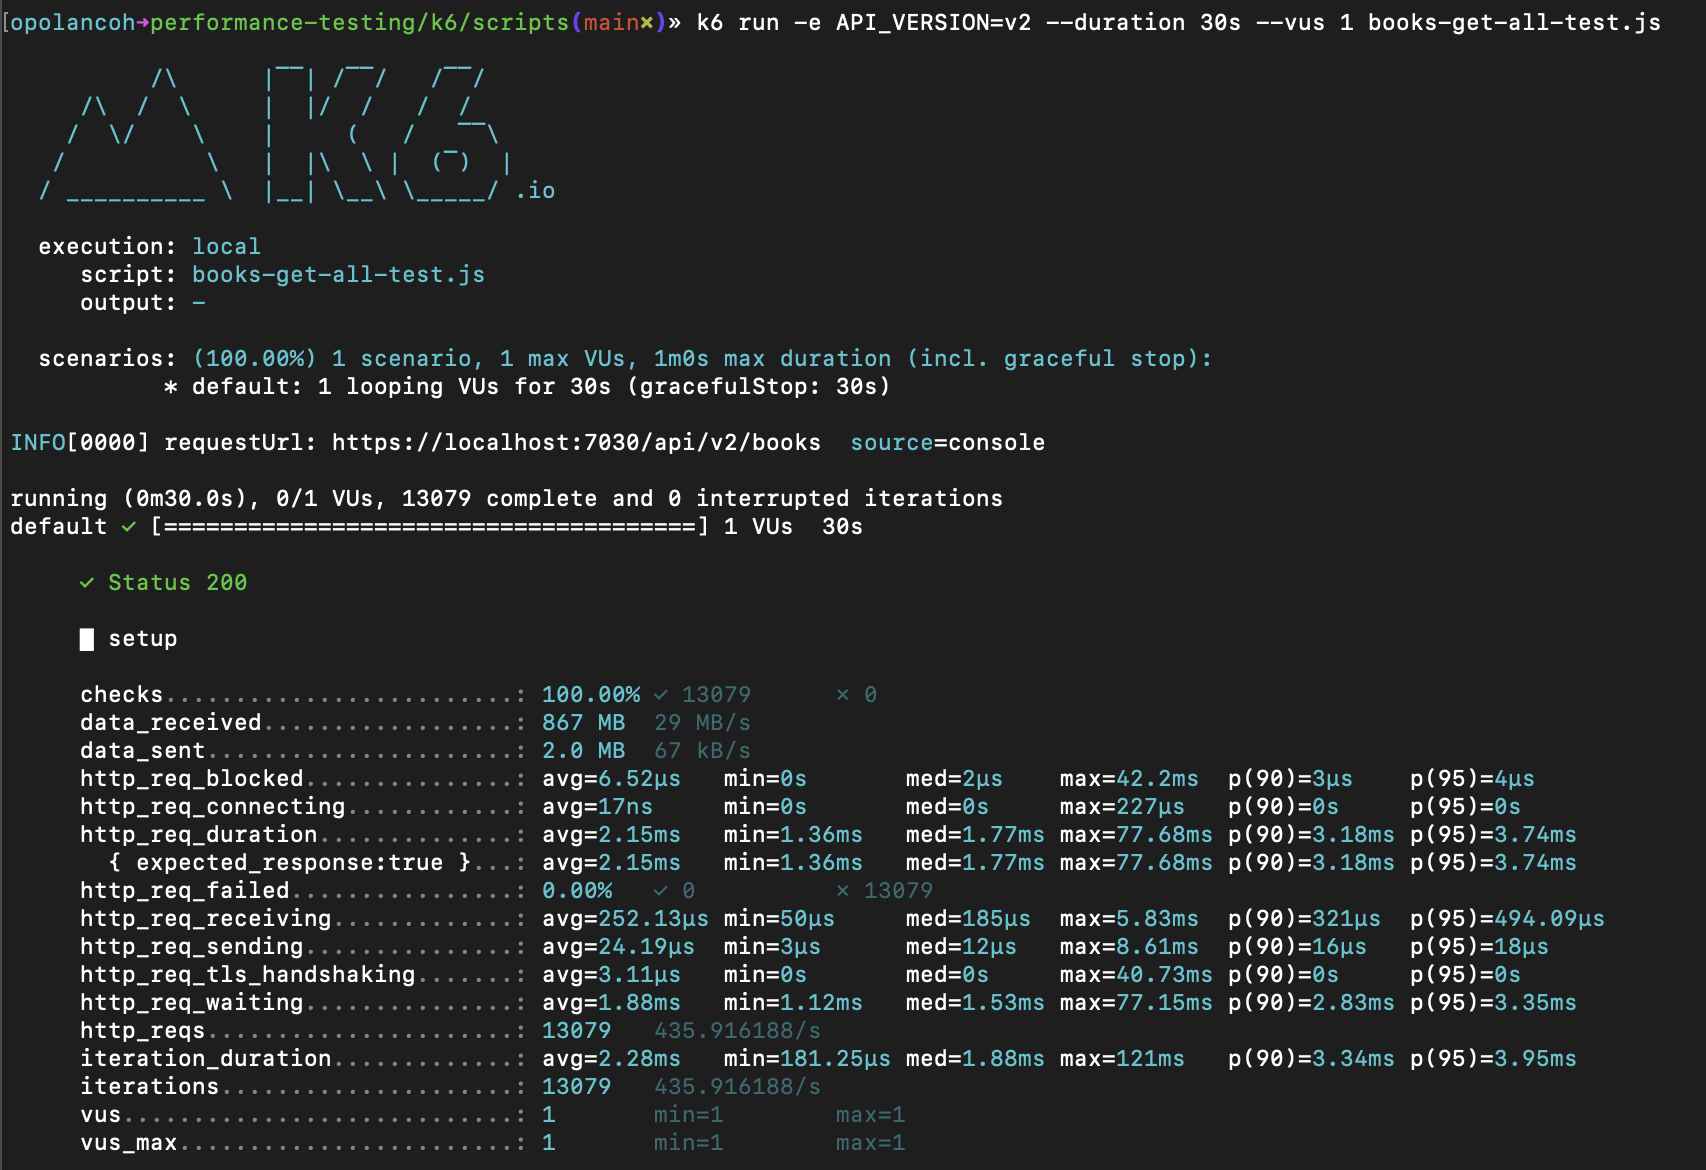 [opolancoh➜performance-testing/k6/scripts(main✗)» k6 run -e API_VERSION=v2 --duration 30s --vus 1 books-get-all-test.js
          /\      |‾‾| /‾‾/   /‾‾/
     /\  /  \     |  |/  /   /  /
    /  \/    \    |     (   /   ‾‾\
   /          \   |  |\  \ |  (‾)  |
  / __________ \  |__| \__\ \_____/ .io
  execution: local
     script: books-get-all-test.js
     output: -
  scenarios: (100.00%) 1 scenario, 1 max VUs, 1m0s max duration (incl. graceful stop):
           * default: 1 looping VUs for 30s (gracefulStop: 30s)
INFO[0000] requestUrl: https://localhost:7030/api/v2/books  source=console
running (0m30.0s), 0/1 VUs, 13079 complete and 0 interrupted iterations
default ✓ [======================================] 1 VUs  30s
     ✓ Status 200
     █ setup
     checks.........................: 100.00% ✓ 13079      ✗ 0
     data_received..................: 867 MB  29 MB/s
     data_sent......................: 2.0 MB  67 kB/s
     http_req_blocked...............: avg=6.52µs   min=0s       med=2µs    max=42.2ms  p(90)=3µs    p(95)=4µs
     http_req_connecting............: avg=17ns     min=0s       med=0s     max=227µs   p(90)=0s     p(95)=0s
     http_req_duration..............: avg=2.15ms   min=1.36ms   med=1.77ms max=77.68ms p(90)=3.18ms p(95)=3.74ms
       { expected_response:true }...: avg=2.15ms   min=1.36ms   med=1.77ms max=77.68ms p(90)=3.18ms p(95)=3.74ms
     http_req_failed................: 0.00%   ✓ 0          ✗ 13079
     http_req_receiving.............: avg=252.13µs min=50µs     med=185µs  max=5.83ms  p(90)=321µs  p(95)=494.09µs
     http_req_sending...............: avg=24.19µs  min=3µs      med=12µs   max=8.61ms  p(90)=16µs   p(95)=18µs
     http_req_tls_handshaking.......: avg=3.11µs   min=0s       med=0s     max=40.73ms p(90)=0s     p(95)=0s
     http_req_waiting...............: avg=1.88ms   min=1.12ms   med=1.53ms max=77.15ms p(90)=2.83ms p(95)=3.35ms
     http_reqs......................: 13079   435.916188/s
     iteration_duration.............: avg=2.28ms   min=181.25µs med=1.88ms max=121ms   p(90)=3.34ms p(95)=3.95ms
     iterations.....................: 13079   435.916188/s
     vus............................: 1       min=1        max=1
     vus_max........................: 1       min=1        max=1